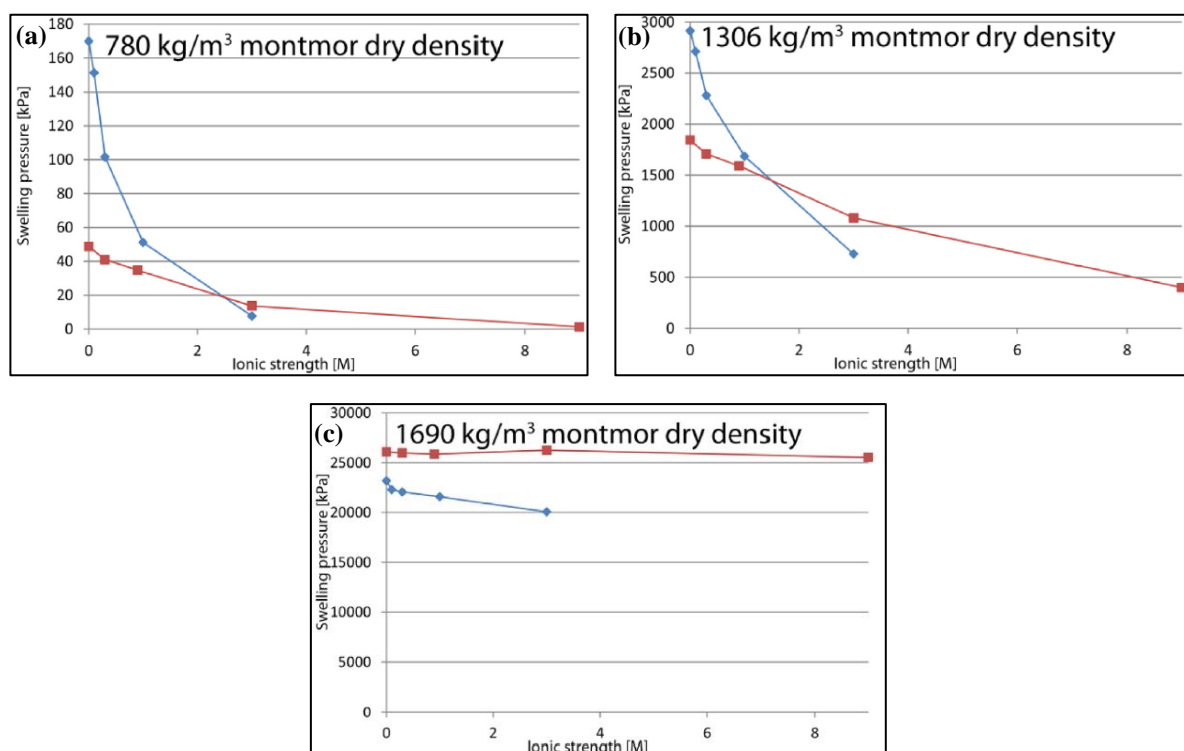 (a) 780 kg/m³ montmor dry density
Swelling pressure [kPa]
180
160
140
120
100
80
60
40
20
0
0 2 4 6 8
Ionic strength [M]
(b) 1306 kg/m³ montmor dry density
Swelling pressure [kPa]
3000
2500
2000
1500
1000
500
0
0 2 4 6 8
Ionic strength [M]
(c) 1690 kg/m³ montmor dry density
Swelling pressure [kPa]
30000
25000
20000
15000
10000
5000
0
0 2 4 6 8
Ionic strength [M]